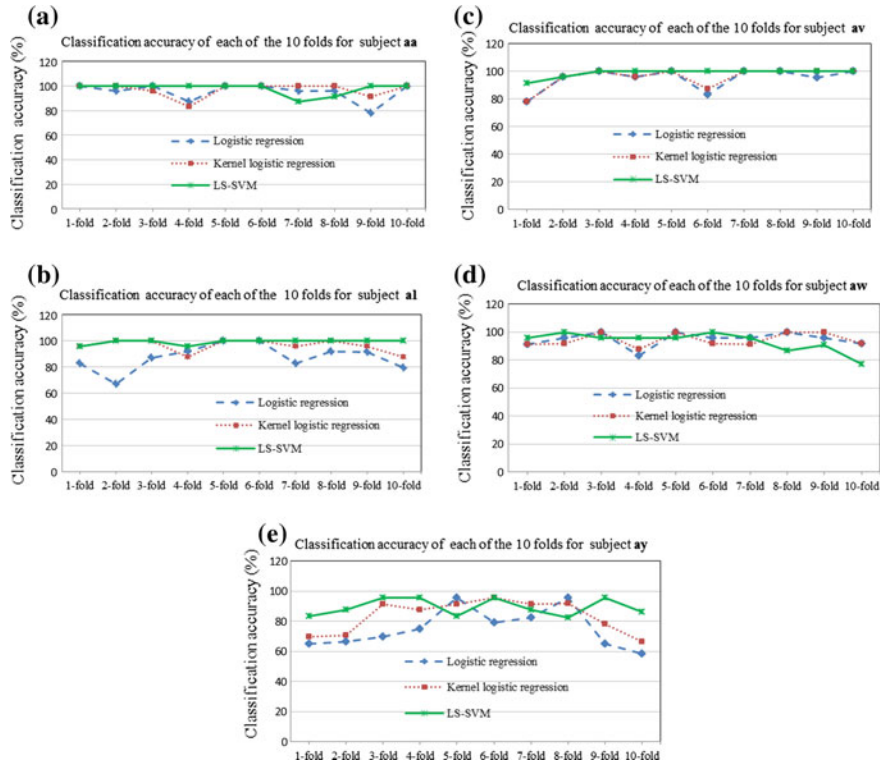 (a)
Classification accuracy of each of the 10 folds for subject aa
Classification accuracy (%)
120
100
80
60
40
20
0
Logistic regression
Kernel logistic regression
LS-SVM
1-fold 2-fold 3-fold 4-fold 5-fold 6-fold 7-fold 8-fold 9-fold 10-fold
(c)
Classification accuracy of each of the 10 folds for subject av
Classification accuracy (%)
120
100
80
60
40
20
0
Logistic regression
Kernel logistic regression
LS-SVM
1-fold 2-fold 3-fold 4-fold 5-fold 6-fold 7-fold 8-fold 9-fold 10-fold
(b)
Classification accuracy of each of the 10 folds for subject al
Classification accuracy (%)
120
100
80
60
40
20
0
Logistic regression
Kernel logistic regression
LS-SVM
1-fold 2-fold 3-fold 4-fold 5-fold 6-fold 7-fold 8-fold 9-fold 10-fold
(d)
Classification accuracy of each of the 10 folds for subject aw
Classification accuracy (%)
120
100
80
60
40
20
0
Logistic regression
Kernel logistic regression
LS-SVM
1-fold 2-fold 3-fold 4-fold 5-fold 6-fold 7-fold 8-fold 9-fold 10-fold
(e)
Classification accuracy of each of the 10 folds for subject ay
Classification accuracy (%)
120
100
80
60
40
20
0
Logistic regression
Kernel logistic regression
LS-SVM
1-fold 2-fold 3-fold 4-fold 5-fold 6-fold 7-fold 8-fold 9-fold 10-fold